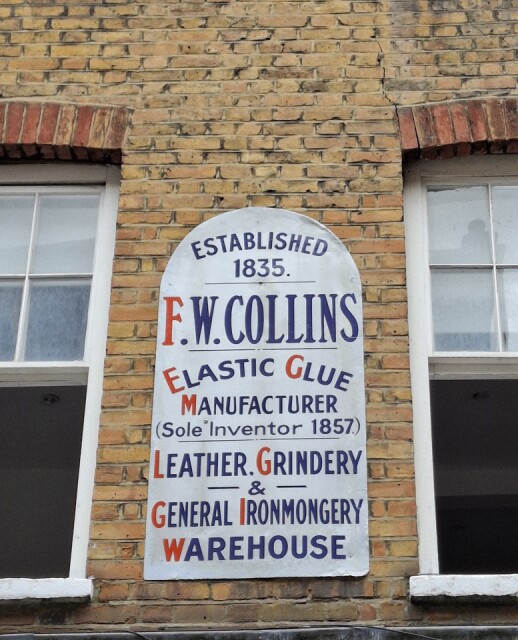 ESTABLISHED
1835.
F.W. COLLINS
ELASTIC GLUE
MANUFACTURER
(Sole Inventor 1857.)
LEATHER. GRINDERY
&
GENERAL IRONMONGERY
WAREHOUSE